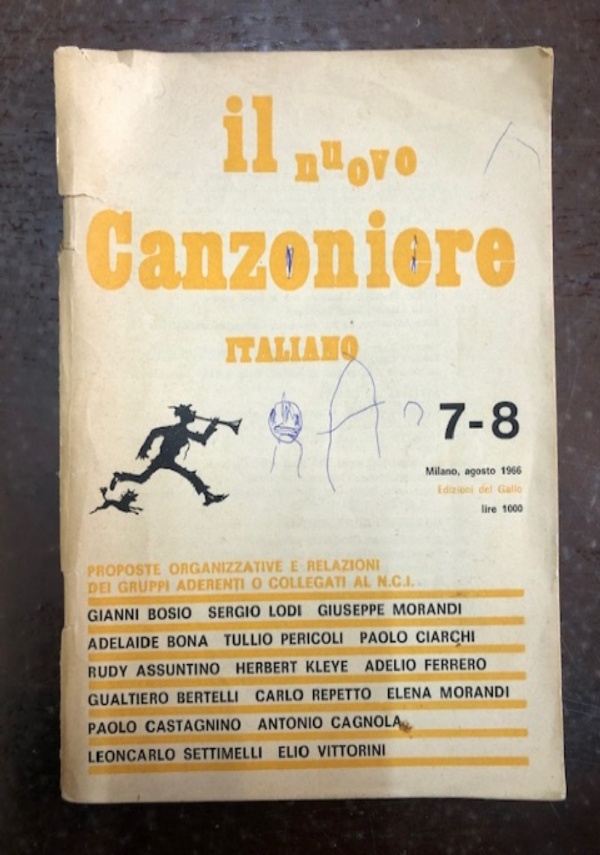 il nuovo
Canzoniere
ITALIANO
7-8
Milano, agosto 1966
Edizioni del Gallo
lire 1000
PROPOSTE ORGANIZZATIVE E RELAZIONI
DEI GRUPPI ADERENTI O COLLEGATI AL N.C.I.
GIANNI BOSIO SERGIO LODI GIUSEPPE MORANDI
ADELAIDE BONA TULLIO PERICOLI PAOLO CIARCHI
RUDY ASSUNTINO HERBERT KLEYE ADELIO FERRERO
GUALTIERO BERTELLI CARLO REPETTO ELENA MORANDI
PAOLO CASTAGNINO ANTONIO CAGNOLA
LEONCARLO SETTIMELLI ELIO VITTORINI